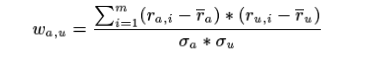 w_{a,u} = \frac{\sum_{i=1}^{m} (r_{a,i} - \overline{r}_a) * (r_{u,i} - \overline{r}_u)}{\sigma_a * \sigma_u}